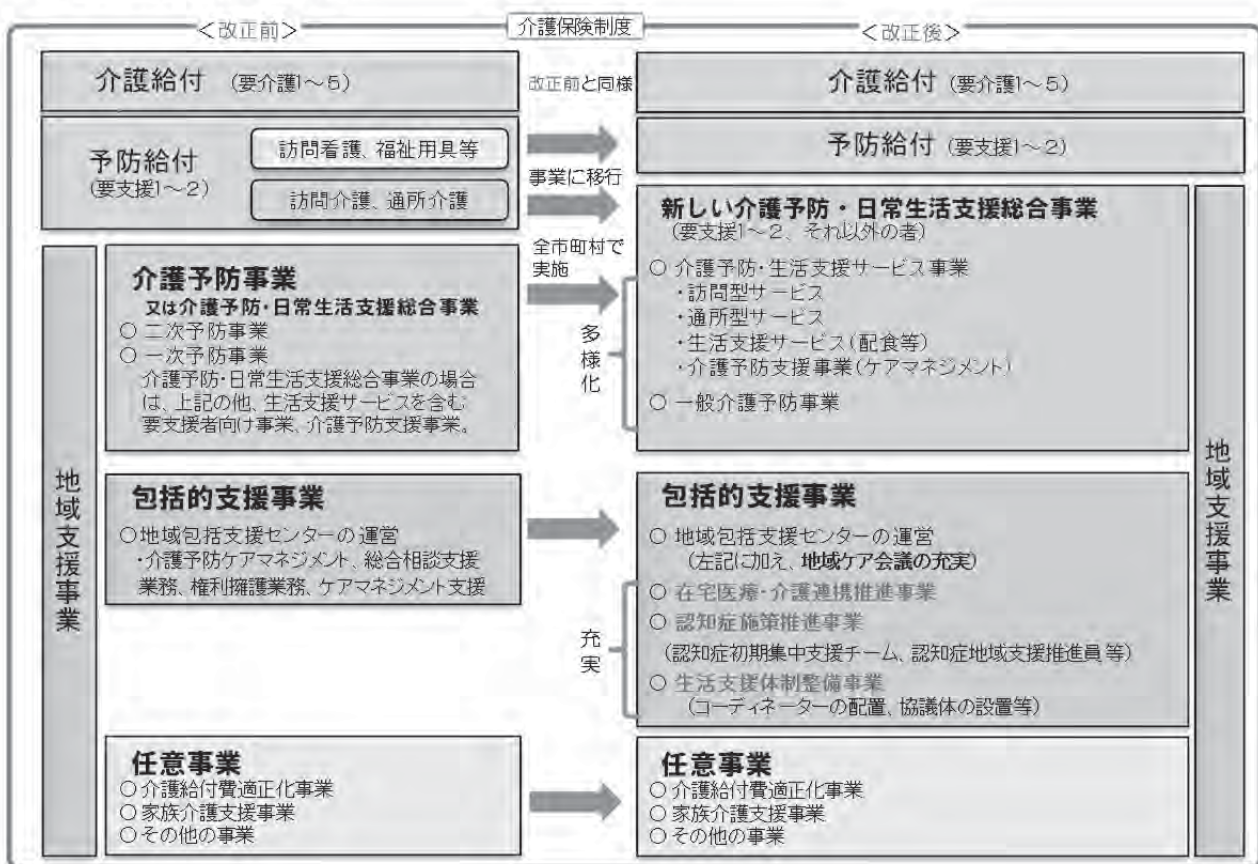 介護保険制度
<改正前>
<改正後>
介護給付 (要介護1~5)
改正前と同様
介護給付 (要介護1~5)
予防給付
(要支援1~2)
訪問看護、福祉用具等
訪問介護、通所介護
予防給付 (要支援1~2)
事業に移行
新しい介護予防・日常生活支援総合事業
(要支援1~2、それ以外の者)
○ 介護予防・生活支援サービス事業
・訪問型サービス
・通所型サービス
・生活支援サービス(配食等)
・介護予防支援事業(ケアマネジメント)
○ 一般介護予防事業
全市町村で
実施
多様化
介護予防事業
又は介護予防・日常生活支援総合事業
○ 二次予防事業
○ 一次予防事業
介護予防・日常生活支援総合事業の場合
は、上記の他、生活支援サービスを含む
要支援者向け事業、介護予防支援事業。
地域支援事業
包括的支援事業
○地域包括支援センターの運営
・介護予防ケアマネジメント、総合相談支援
業務、権利擁護業務、ケアマネジメント支援
包括的支援事業
○ 地域包括支援センターの運営
(左記に加え、地域ケア会議の充実)
○ 在宅医療・介護連携推進事業
○ 認知症施策推進事業
(認知症初期集中支援チーム、認知症地域支援推進員 等)
○ 生活支援体制整備事業
(コーディネーターの配置、協議体の設置等)
充実
地域支援事業
任意事業
○ 介護給付費適正化事業
○ 家族介護支援事業
○ その他の事業
任意事業
○ 介護給付費適正化事業
○ 家族介護支援事業
○ その他の事業